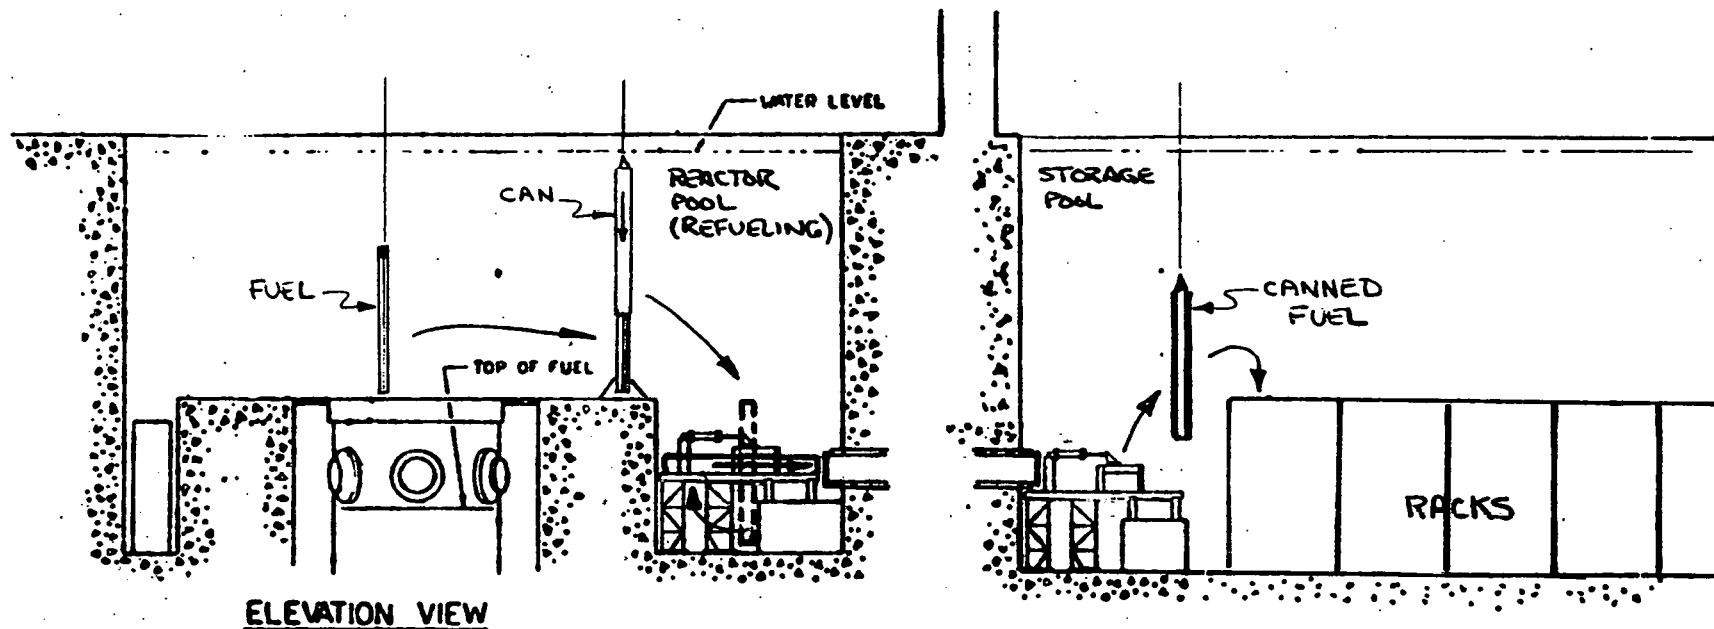 WATER LEVEL
CAN
REACTOR
POOL
(REFUELING)
STORAGE
POOL
FUEL
CANNED
FUEL
TOP OF FUEL
RACKS
ELEVATION VIEW